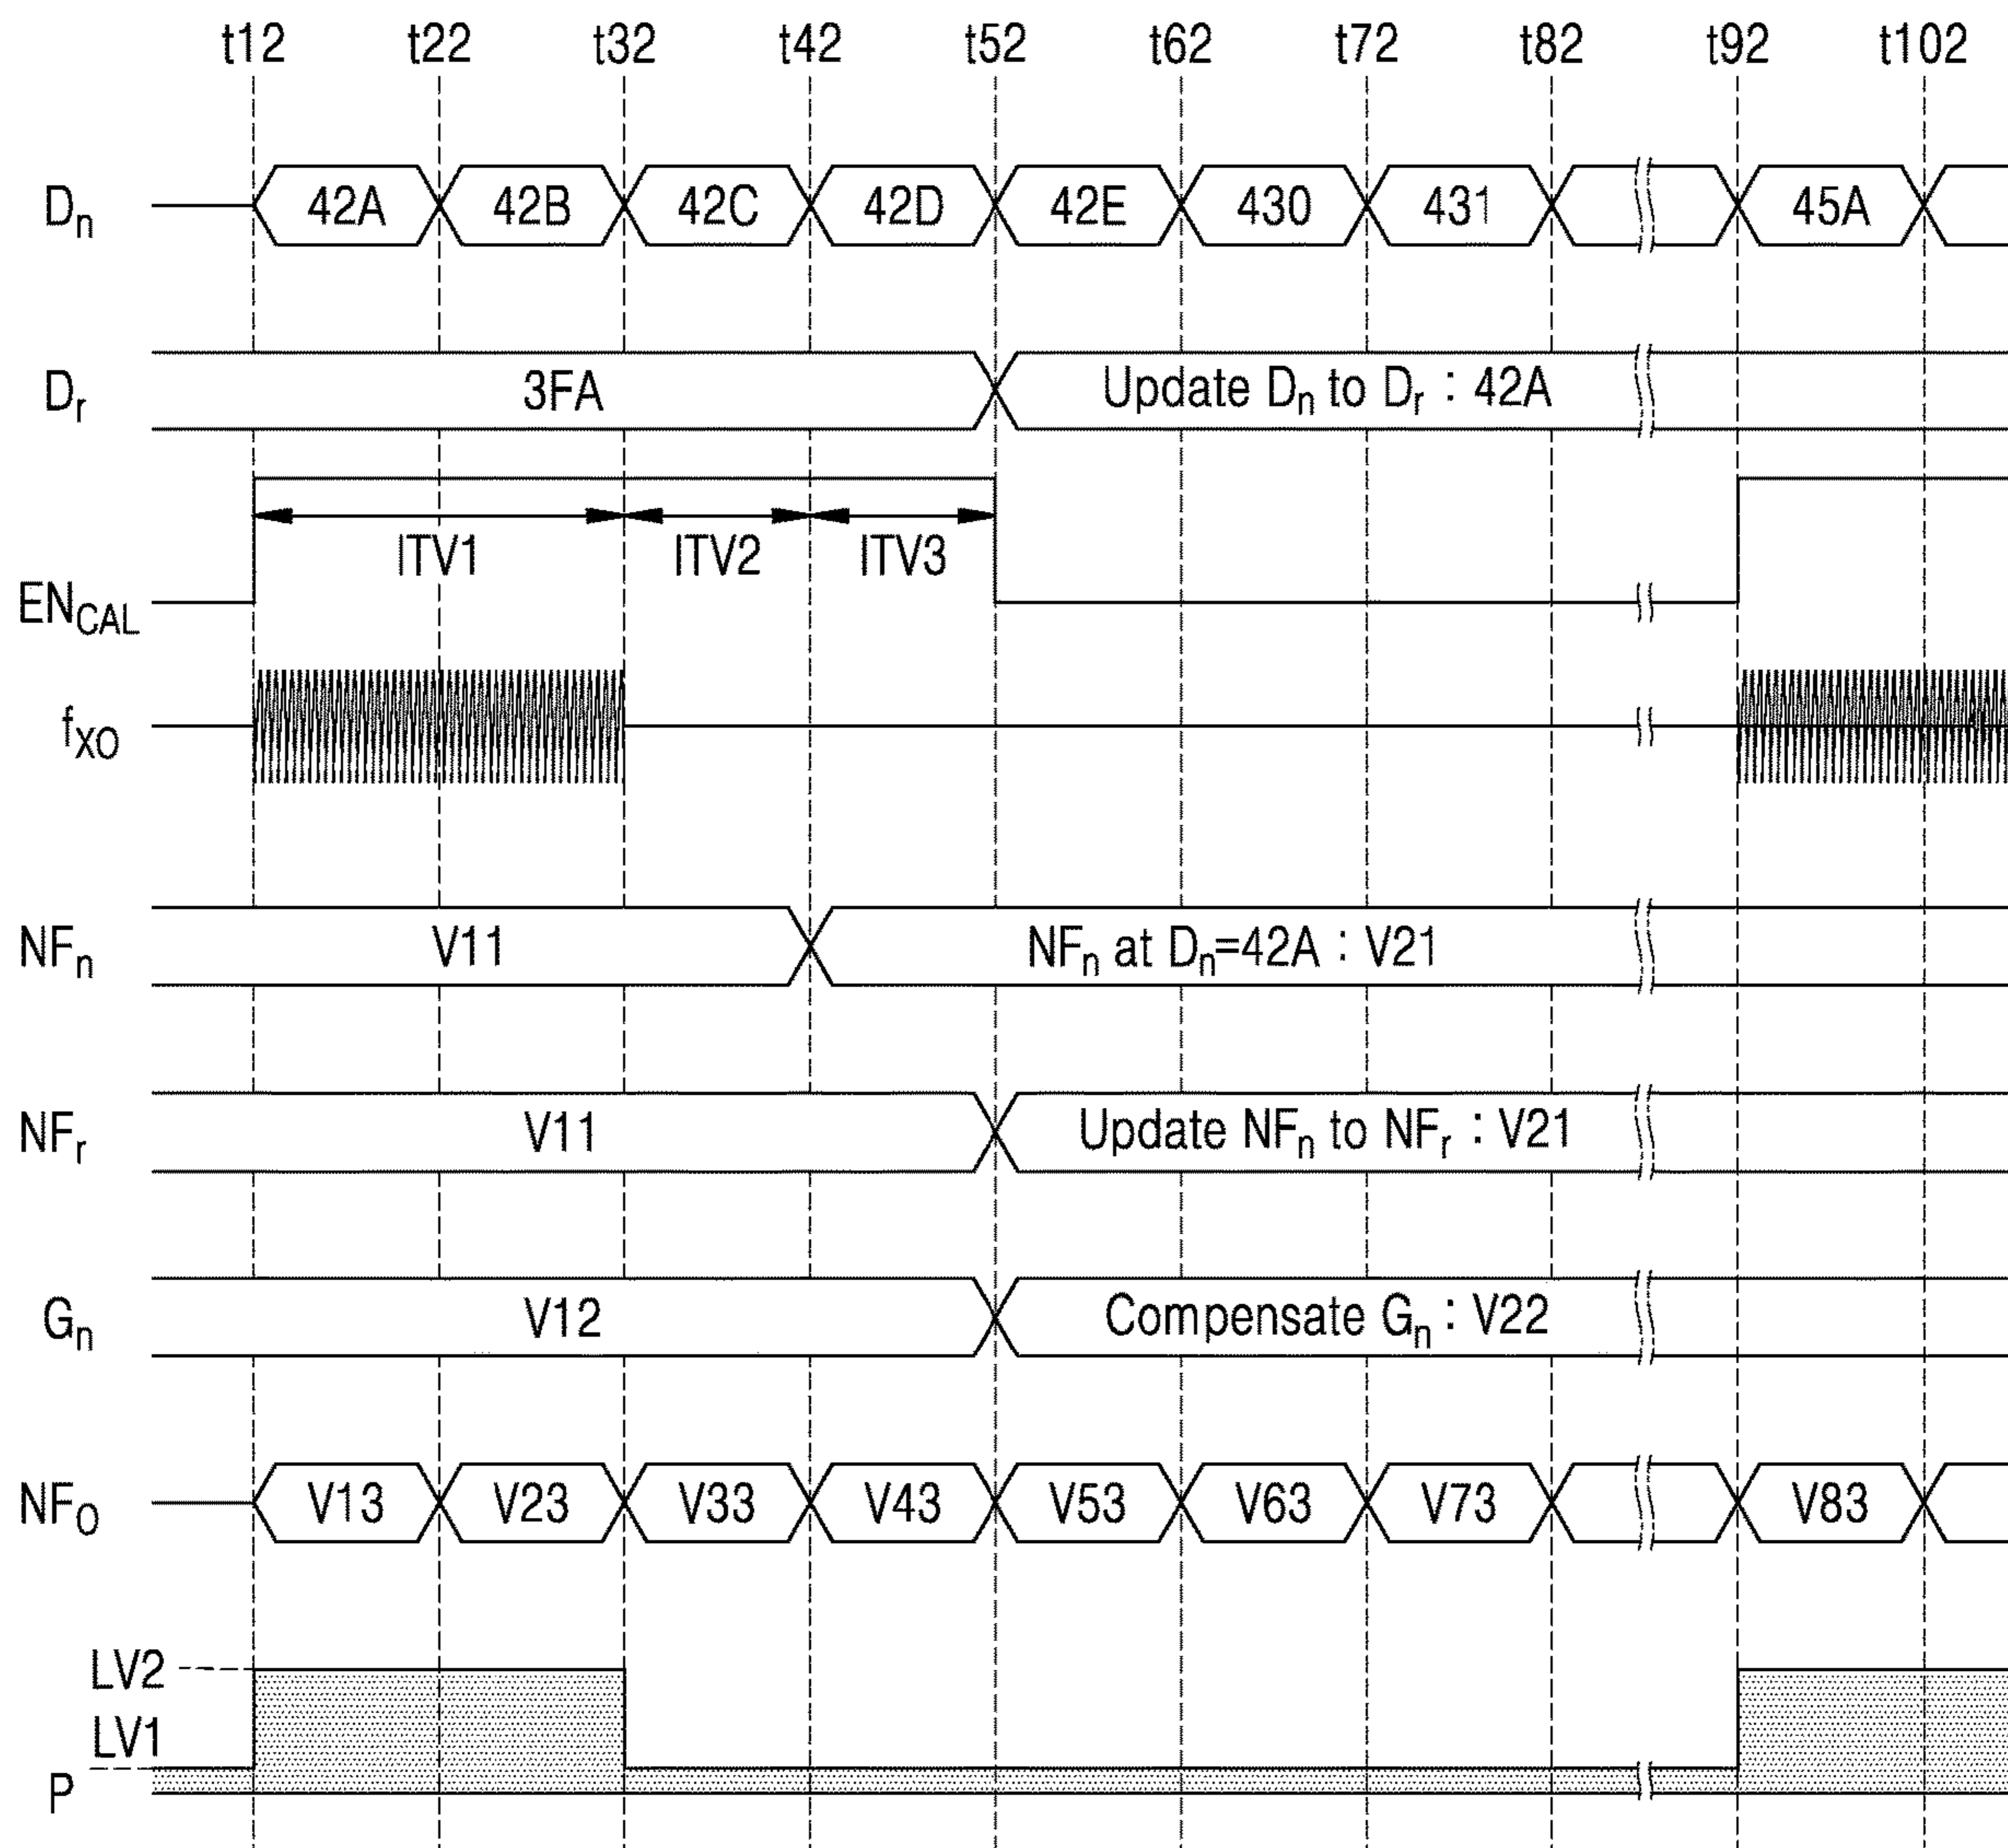 t12 t22 t32 t42 t52 t62 t72 t82 t92 t102
Dn 42A 42B 42C 42D 42E 430 431 45A
Dr 3FA Update Dn to Dr : 42A
ITV1 ITV2 ITV3
ENCAL
fXO
NFn V11 NFn at Dn=42A : V21
NFr V11 Update NFn to NFr : V21
Gn V12 Compensate Gn : V22
NFO V13 V23 V33 V43 V53 V63 V73 V83
LV2
LV1
P